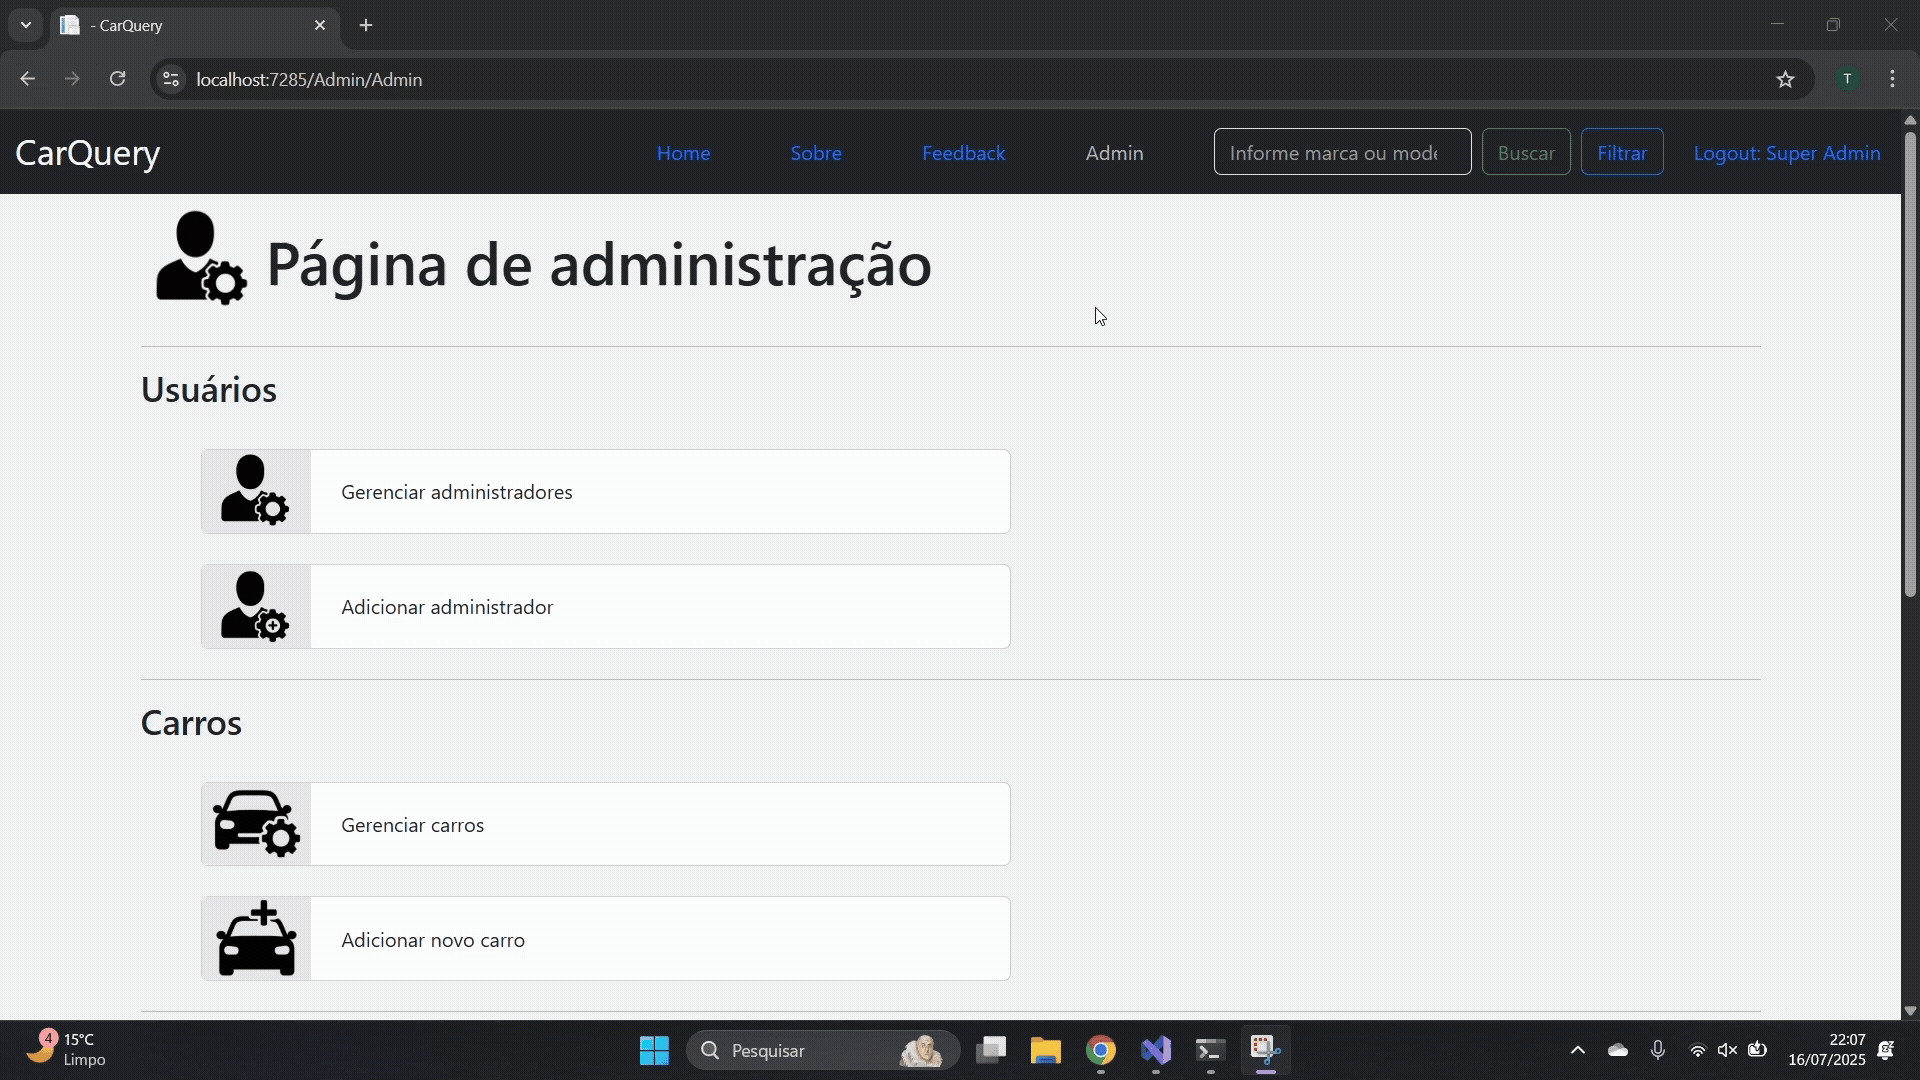 - CarQuery
localhost:7285/Admin/Admin
T
CarQuery
Home
Sobre
Feedback
Admin
Informe marca ou mode
Buscar
Filtrar
Logout: Super Admin
Página de administração
Usuários
Gerenciar administradores
Adicionar administrador
Carros
Gerenciar carros
Adicionar novo carro
4
15°C
Limpo
Pesquisar
22:07
16/07/2025